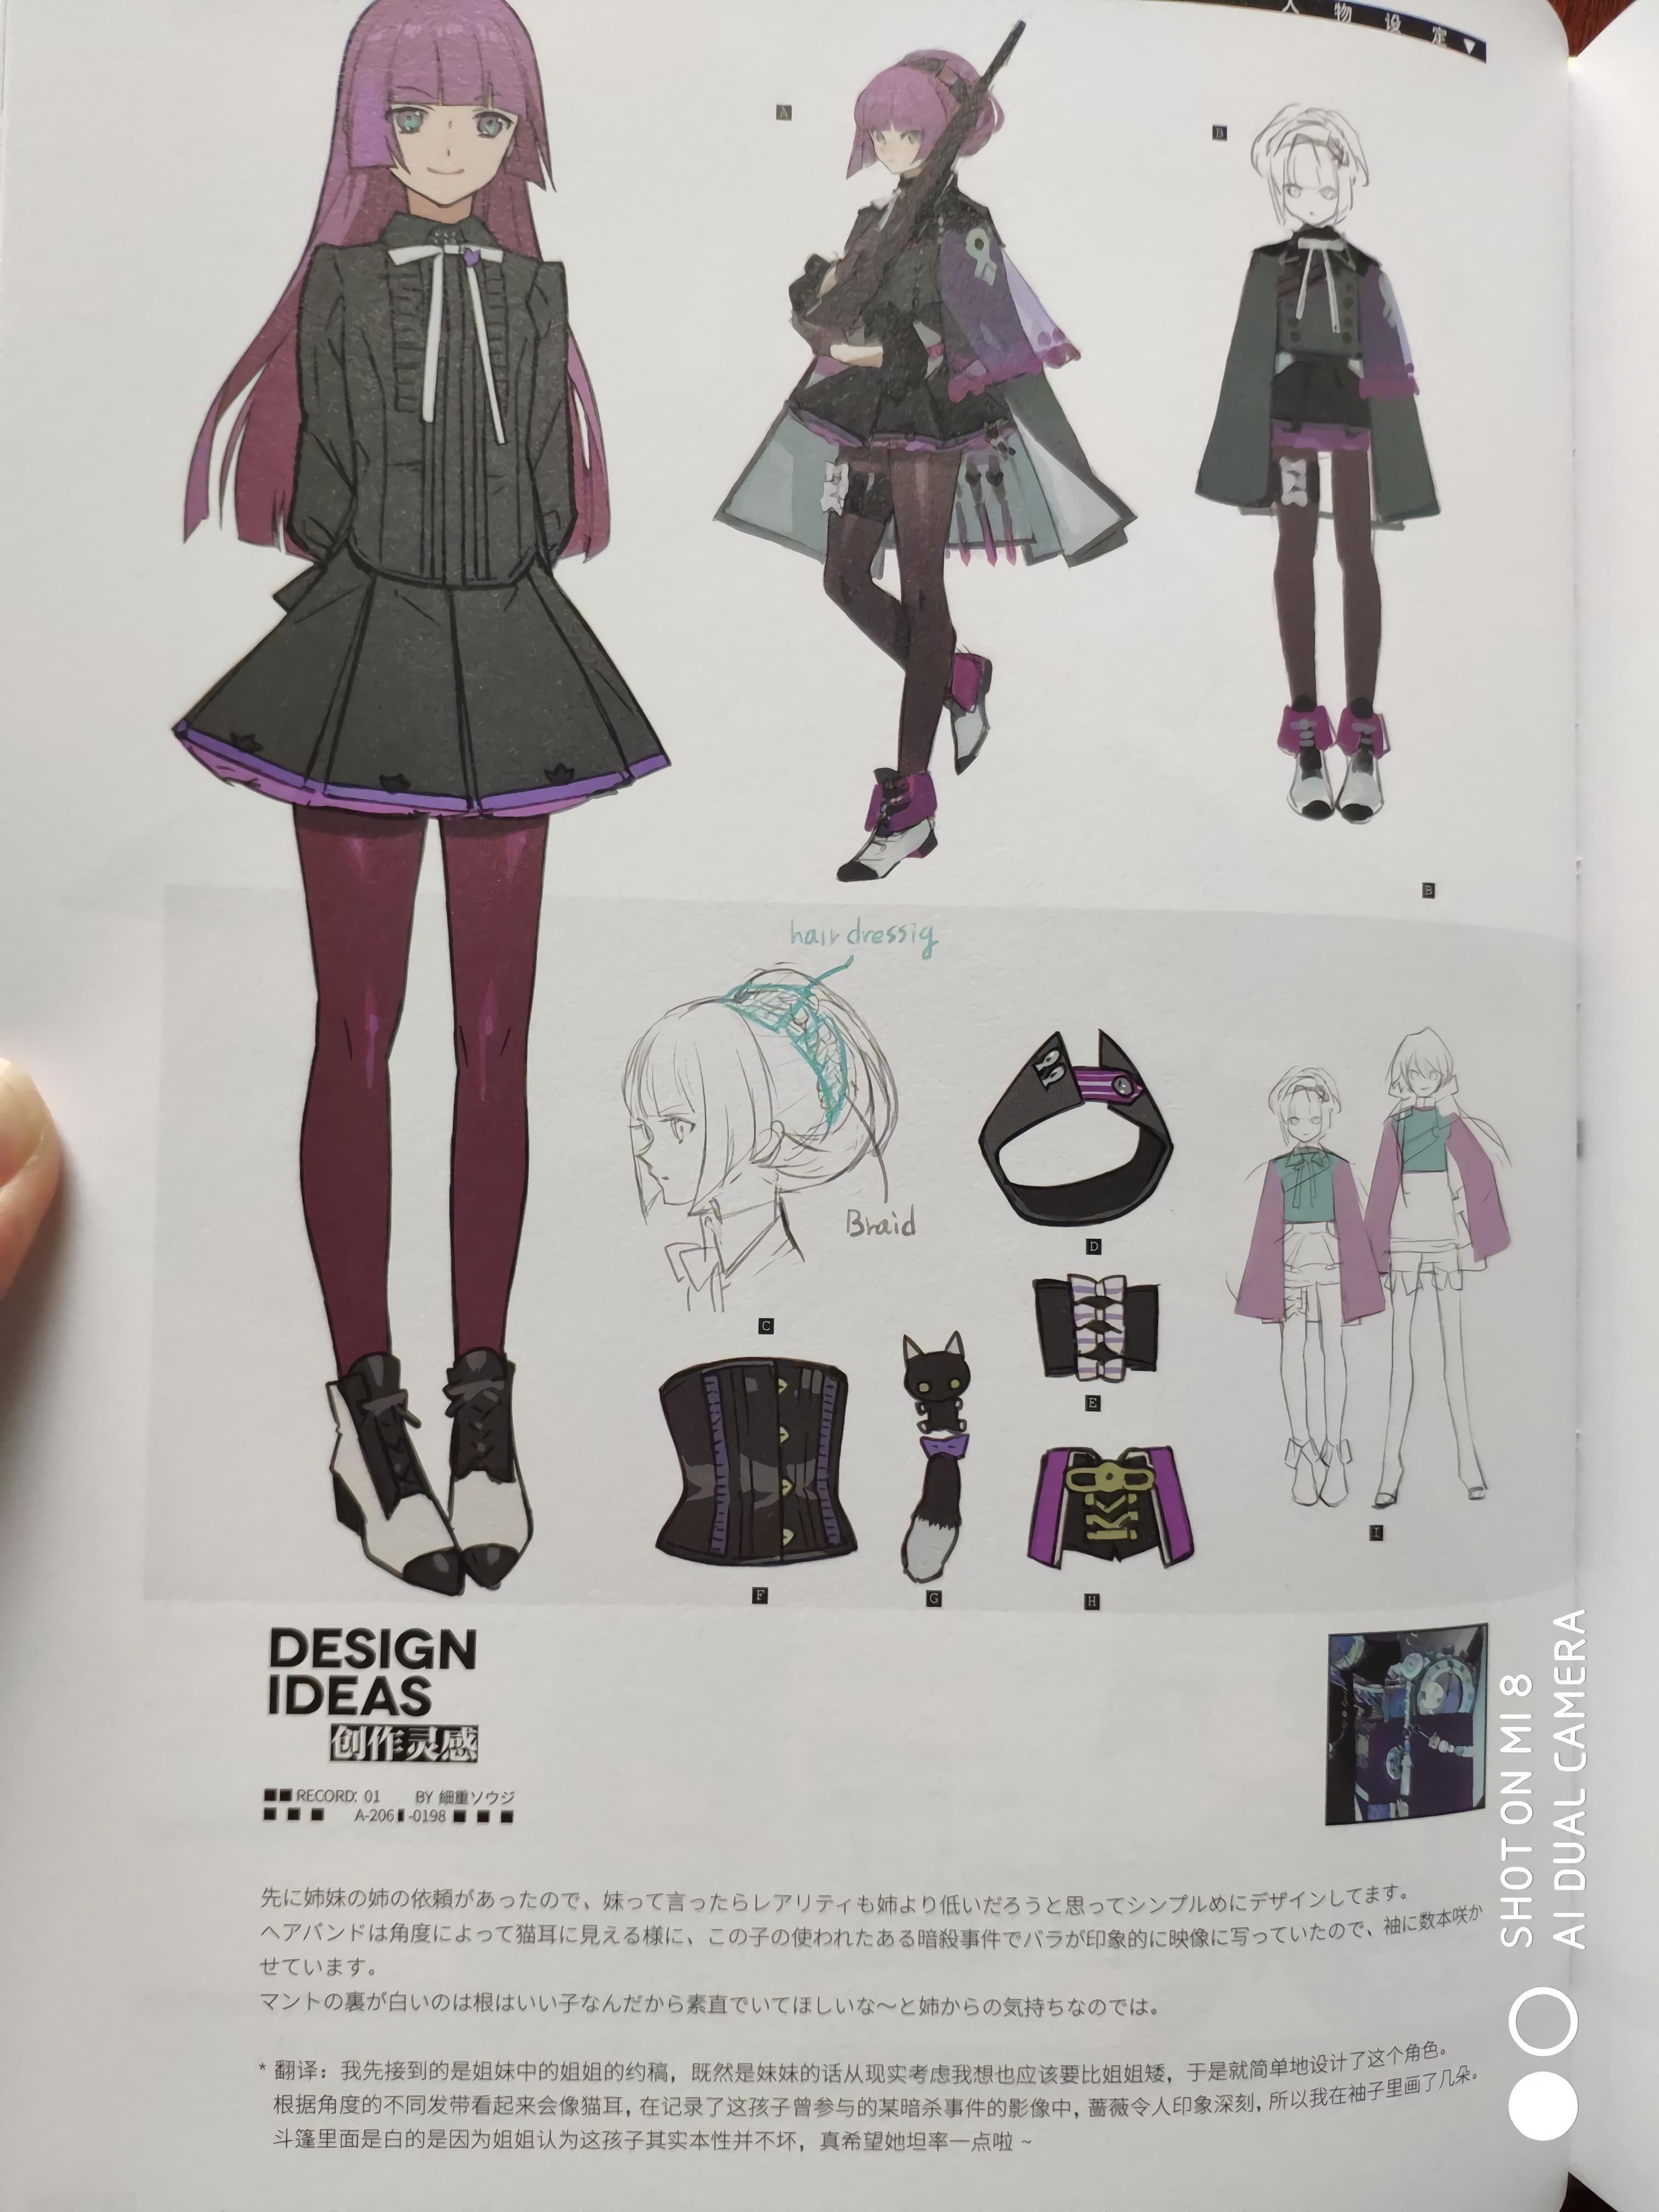 人物设定▼
A
B
B
hair dressig
Braid
C
D
E
F
G
H
I
DESIGN
IDEAS
创作灵感
RECORD: 01 BY 細重ソウジ
A-206▮-0198
先に姉妹の姉の依頼があったので、妹って言ったらレアリティも姉より低いだろうと思ってシンプルめにデザインしてます。
ヘアバンドは角度によって猫耳に見える様に、この子の使われたある暗殺事件でバラが印象的に映像に写っていたので、袖に数本咲か
せています。
マントの裏が白いのは根はいい子なんだから素直でいてほしいな～と姉からの気持ちなのでは。
* 翻译：我先接到的是姐妹中的姐姐的约稿，既然是妹妹的话从现实考虑我想也应该要比姐姐矮，于是就简单地设计了这个角色。
根据角度的不同发带看起来会像猫耳，在记录了这孩子曾参与的某暗杀事件的影像中，蔷薇令人印象深刻，所以我在袖子里画了几朵。
斗篷里面是白的是因为姐姐认为这孩子其实本性并不坏，真希望她坦率一点啦 ~
SHOT ON MI 8
AI DUAL CAMERA